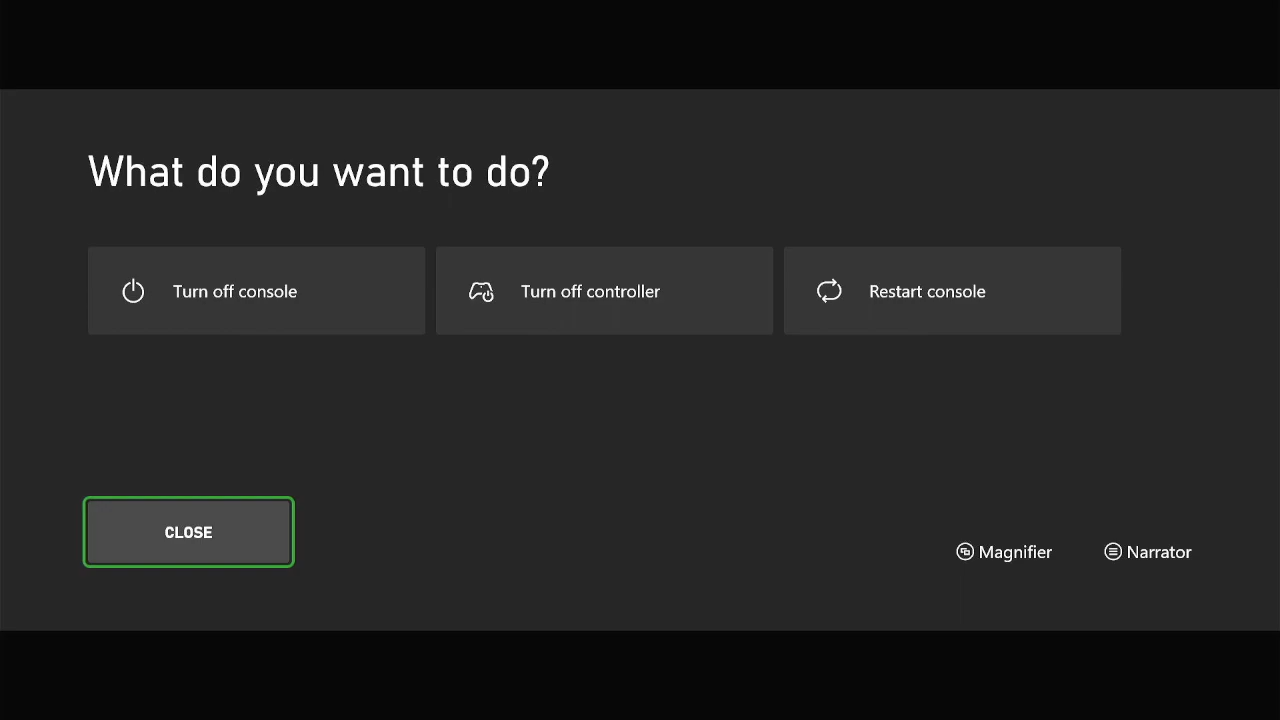 What do you want to do?
Turn off console
Turn off controller
Restart console
CLOSE
Magnifier
Narrator